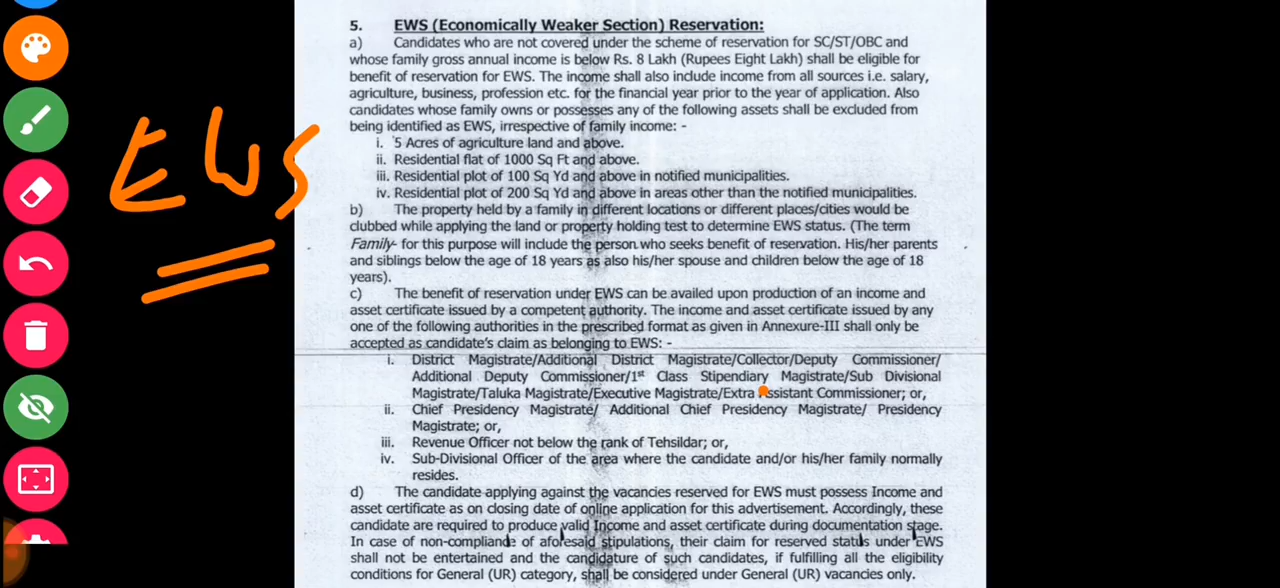 EWS
5. EWS (Economically Weaker Section) Reservation:
a) Candidates who are not covered under the scheme of reservation for SC/ST/OBC and
whose family gross annual income is below Rs. 8 Lakh (Rupees Eight Lakh) shall be eligible for
benefit of reservation for EWS. The income shall also include income from all sources i.e. salary,
agriculture, business, profession etc. for the financial year prior to the year of application. Also
candidates whose family owns or possesses any of the following assets shall be excluded from
being identified as EWS, irrespective of family income: -
i. 5 Acres of agriculture land and above.
ii. Residential flat of 1000 Sq Ft and above.
iii. Residential plot of 100 Sq Yd and above in notified municipalities.
iv. Residential plot of 200 Sq Yd and above in areas other than the notified municipalities.
b) The property held by a family in different locations or different places/cities would be
clubbed while applying the land or property holding test to determine EWS status. (The term
Family- for this purpose will include the person who seeks benefit of reservation. His/her parents
and siblings below the age of 18 years as also his/her spouse and children below the age of 18
years).
c) The benefit of reservation under EWS can be availed upon production of an income and
asset certificate issued by a competent authority. The income and asset certificate issued by any
one of the following authorities in the prescribed format as given in Annexure-III shall only be
accepted as candidate's claim as belonging to EWS: -
i. District Magistrate/Additional District Magistrate/Collector/Deputy Commissioner/
Additional Deputy Commissioner/1st Class Stipendiary Magistrate/Sub Divisional
Magistrate/Taluka Magistrate/Executive Magistrate/Extra Assistant Commissioner; or,
ii. Chief Presidency Magistrate/ Additional Chief Presidency Magistrate/ Presidency
Magistrate; or,
iii. Revenue Officer not below the rank of Tehsildar; or,
iv. Sub-Divisional Officer of the area where the candidate and/or his/her family normally
resides.
d) The candidate applying against the vacancies reserved for EWS must possess Income and
asset certificate as on closing date of online application for this advertisement. Accordingly, these
candidate are required to produce valid Income and asset certificate during documentation stage.
In case of non-compliance of aforesaid stipulations, their claim for reserved status under EWS
shall not be entertained and the candidature of such candidates, if fulfilling all the eligibility
conditions for General (UR) category, shall be considered under General (UR) vacancies only.